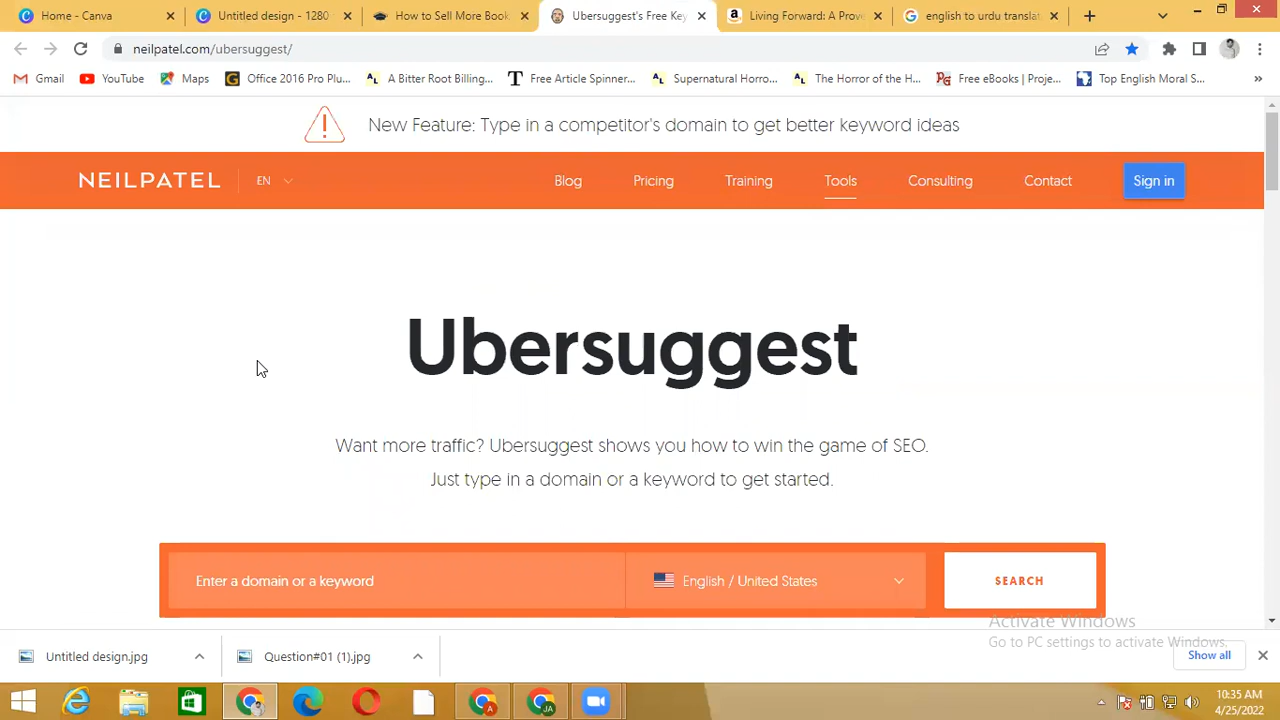 Home - Canva
Untitled design - 1280
How to Sell More Book
Ubersuggest's Free Key
Living Forward: A Prove
english to urdu translat
neilpatel.com/ubersuggest/
Gmail
YouTube
Maps
Office 2016 Pro Plu...
A Bitter Root Billing...
Free Article Spinner...
Supernatural Horro...
The Horror of the H...
Free eBooks | Proje...
Top English Moral S...
New Feature: Type in a competitor's domain to get better keyword ideas
NEILPATEL
EN
Blog
Pricing
Training
Tools
Consulting
Contact
Sign in
Ubersuggest
Want more traffic? Ubersuggest shows you how to win the game of SEO.
Just type in a domain or a keyword to get started.
Enter a domain or a keyword
English / United States
SEARCH
Activate Windows
Go to PC settings to activate Windows.
Untitled design.jpg
Question#01 (1).jpg
Show all
10:35 AM
4/25/2022